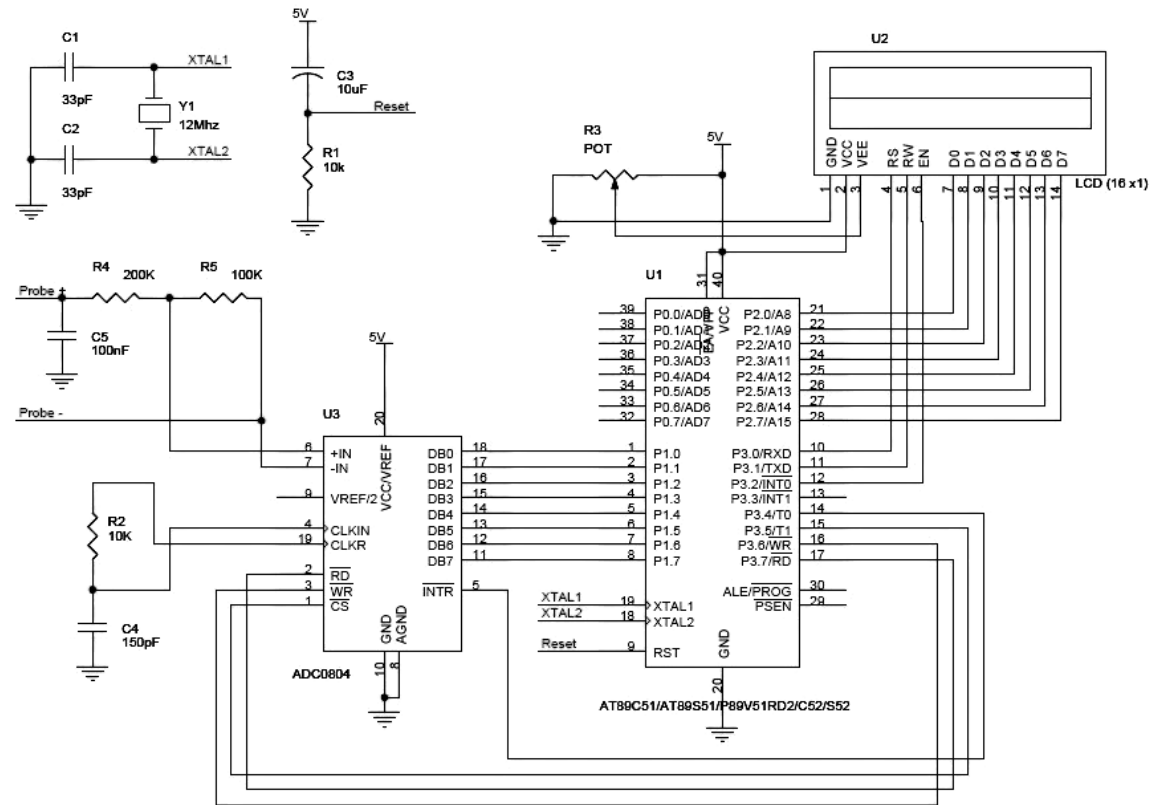 C1
XTAL1
33pF
Y1
12Mhz
C2
XTAL2
33pF
5V
C3
10uF
Reset
R1
10k
U2
GND
VCC
VEE
RS
RW
EN
D0
D1
D2
D3
D4
D5
D6
D7
1
2
3
4
5
6
7
8
9
10
11
12
13
14
LCD (16 x1)
R3
POT
5V
R4
200K
R5
100K
Probe +
C5
100nF
Probe -
U3
5V
20
6
+IN
7
-IN
9
VREF/2
4
CLKIN
19
CLKR
2
RD
3
WR
1
CS
VCC/VREF
DB0
18
DB1
17
DB2
16
DB3
15
DB4
14
DB5
13
DB6
12
DB7
11
INTR
5
GND
AGND
10
8
ADC0804
R2
10K
C4
150pF
U1
31
40
EA/VPP
VCC
39
P0.0/AD0
38
P0.1/AD1
37
P0.2/AD2
36
P0.3/AD3
35
P0.4/AD4
34
P0.5/AD5
33
P0.6/AD6
32
P0.7/AD7
1
P1.0
2
P1.1
3
P1.2
4
P1.3
5
P1.4
6
P1.5
7
P1.6
8
P1.7
XTAL1
19
XTAL1
XTAL2
18
XTAL2
Reset
9
RST
P2.0/A8
21
P2.1/A9
22
P2.2/A10
23
P2.3/A11
24
P2.4/A12
25
P2.5/A13
26
P2.6/A14
27
P2.7/A15
28
P3.0/RXD
10
P3.1/TXD
11
P3.2/INT0
12
P3.3/INT1
13
P3.4/T0
14
P3.5/T1
15
P3.6/WR
16
P3.7/RD
17
ALE/PROG
30
PSEN
29
GND
20
AT89C51/AT89S51/P89V51RD2/C52/S52